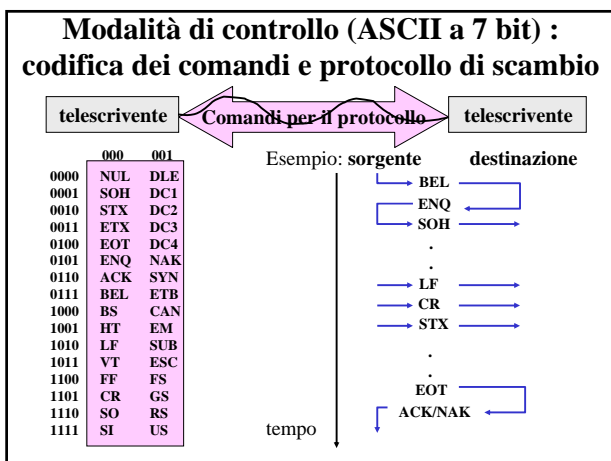 Modalità di controllo (ASCII a 7 bit) :
codifica dei comandi e protocollo di scambio
telescrivente
Comandi per il protocollo
telescrivente
000 001
0000 NUL DLE
0001 SOH DC1
0010 STX DC2
0011 ETX DC3
0100 EOT DC4
0101 ENQ NAK
0110 ACK SYN
0111 BEL ETB
1000 BS CAN
1001 HT EM
1010 LF SUB
1011 VT ESC
1100 FF FS
1101 CR GS
1110 SO RS
1111 SI US
Esempio: sorgente destinazione
BEL
ENQ
SOH
.
.
LF
CR
STX
.
.
EOT
ACK/NAK
tempo